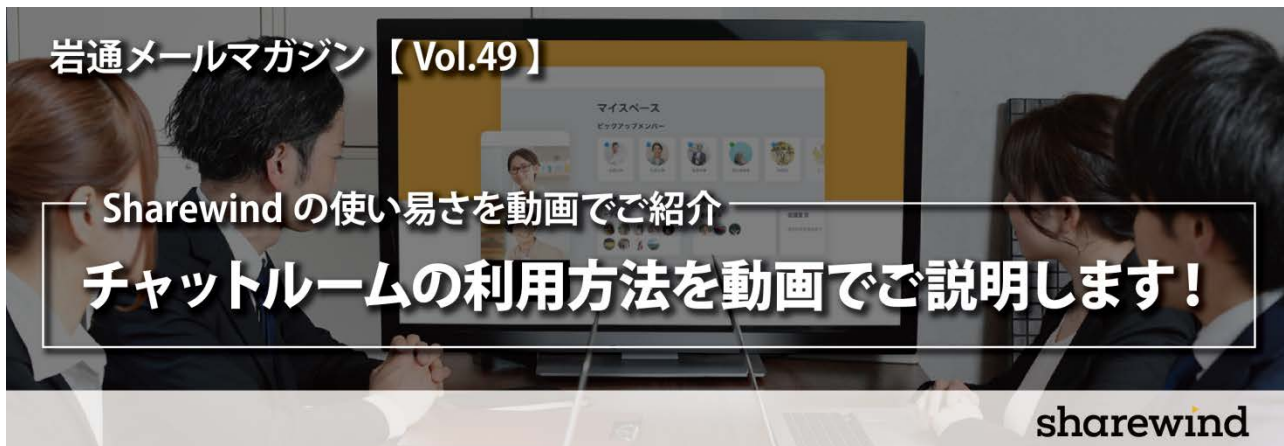 岩通メールマガジン【 Vol.49 】
マイスペース
ピックアップメンバー
Sharewind の使い易さを動画でご紹介
チャットルームの利用方法を動画でご説明します！
sharewind